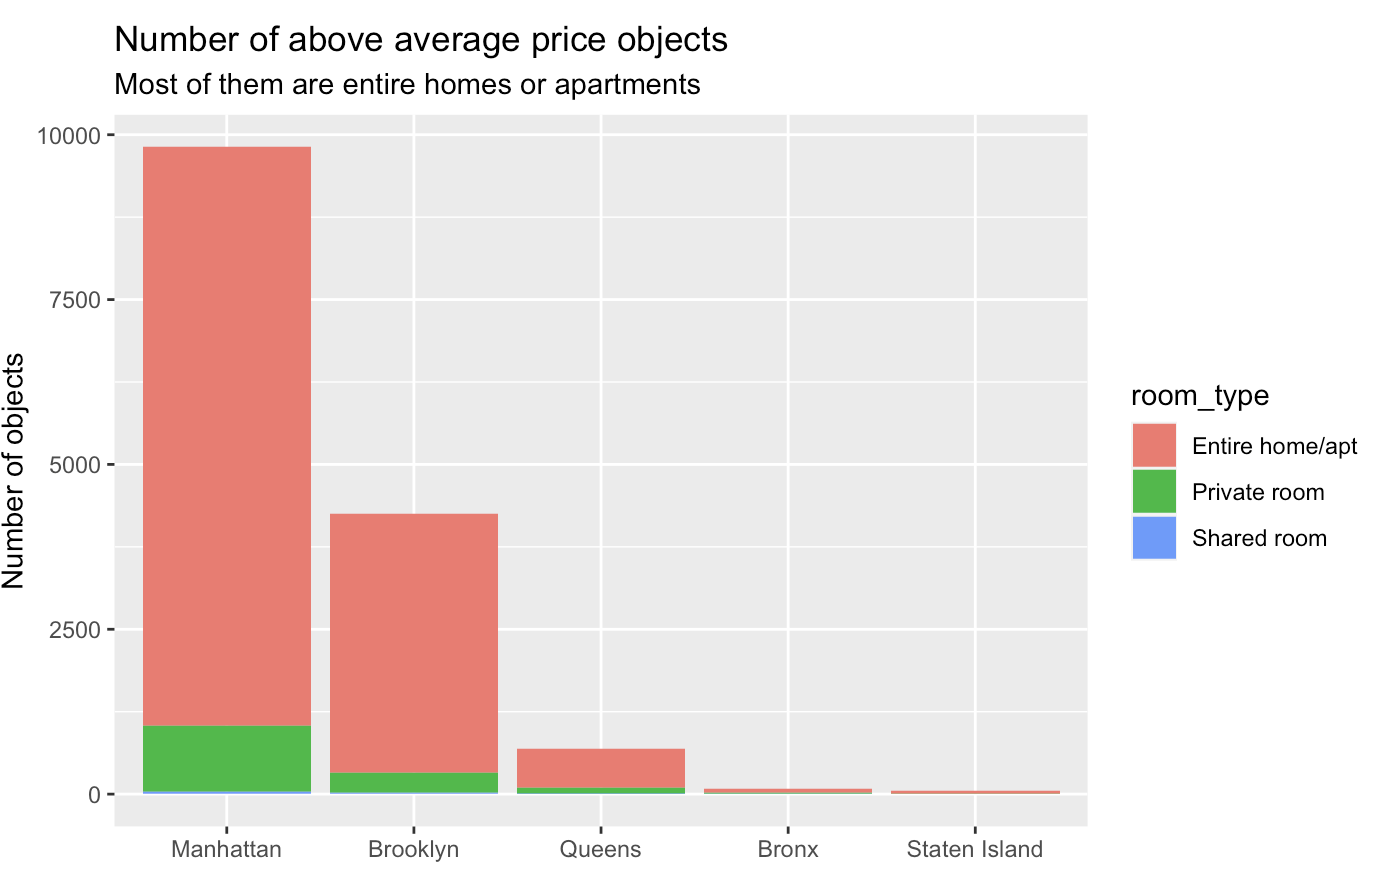 Number of above average price objects
Most of them are entire homes or apartments
Number of objects
10000
7500
5000
2500
0
Manhattan
Brooklyn
Queens
Bronx
Staten Island
room_type
Entire home/apt
Private room
Shared room